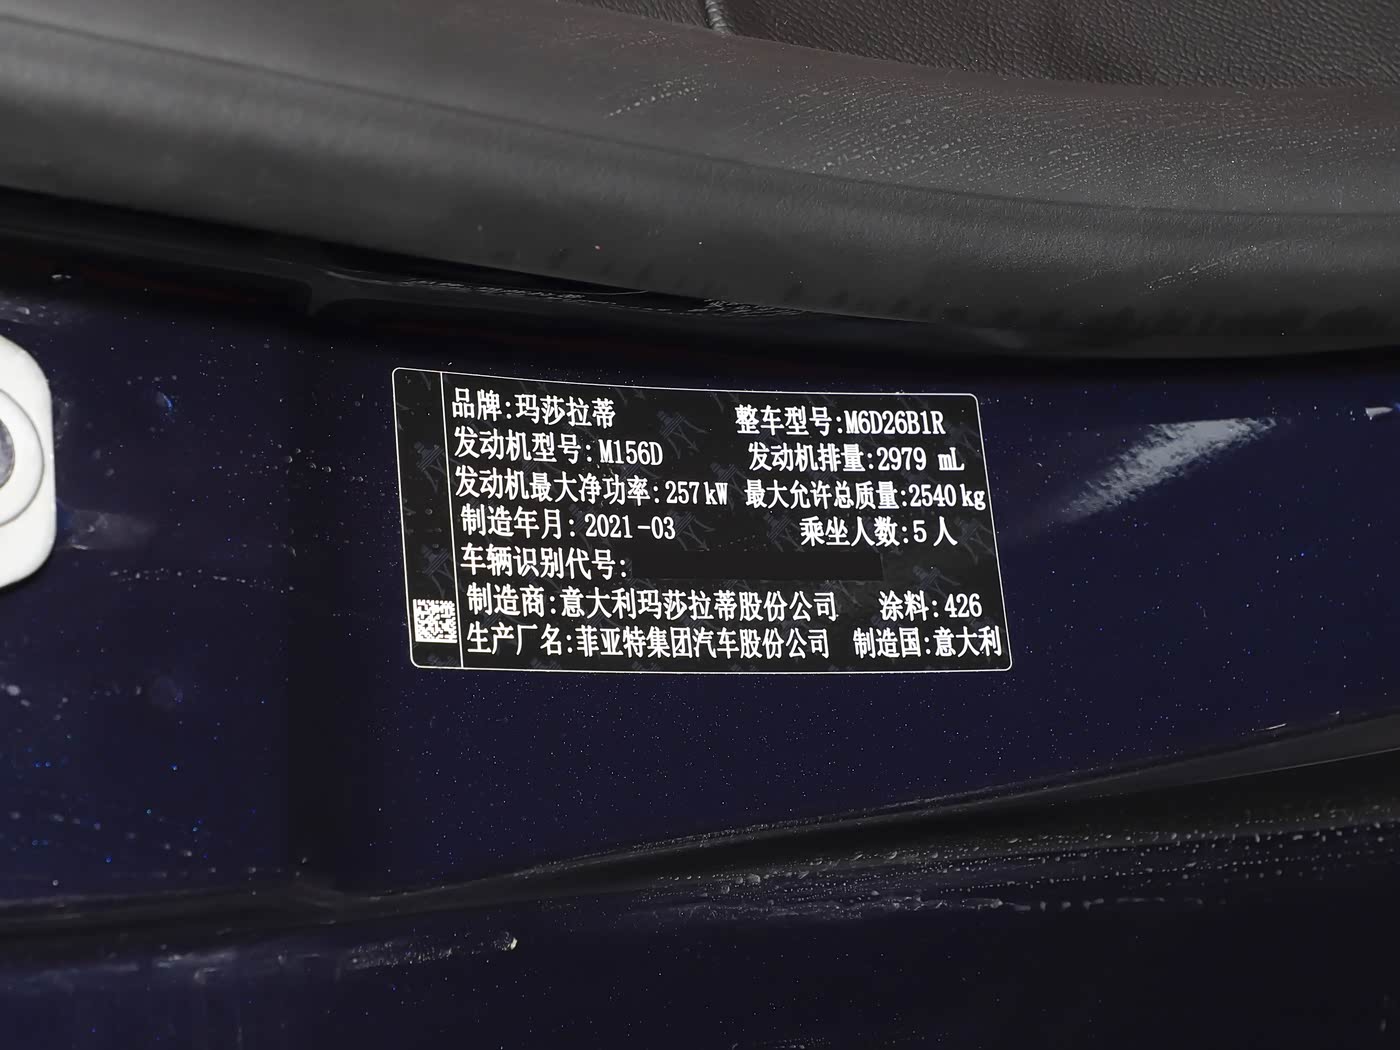 品牌:玛莎拉蒂 整车型号:M6D26B1R
发动机型号:M156D 发动机排量:2979 mL
发动机最大净功率:257kW 最大允许总质量:2540kg
制造年月:2021-03 乘坐人数:5人
车辆识别代号:
制造商:意大利玛莎拉蒂股份公司 涂料:426
生产厂名:菲亚特集团汽车股份公司 制造国:意大利